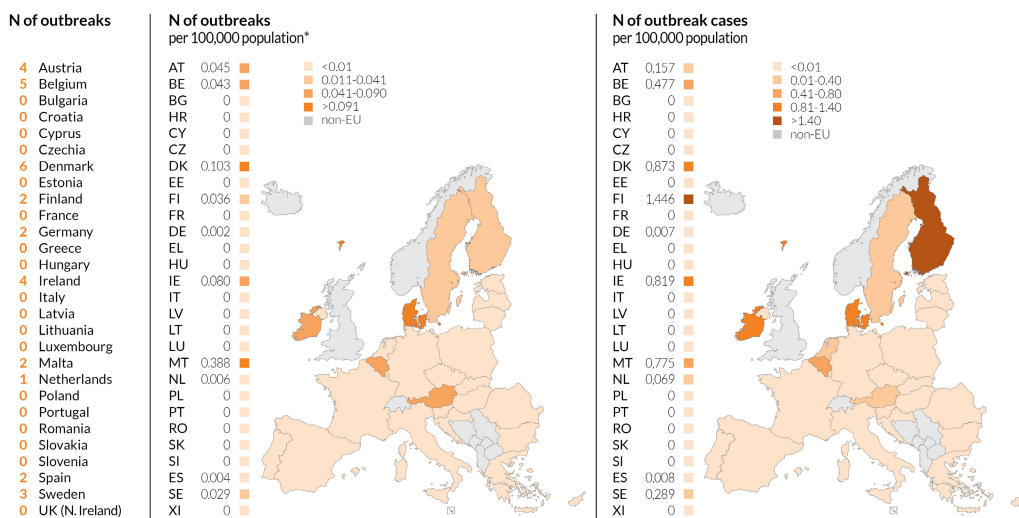 N of outbreaks
4 Austria
5 Belgium
0 Bulgaria
0 Croatia
0 Cyprus
0 Czechia
6 Denmark
0 Estonia
2 Finland
0 France
2 Germany
0 Greece
0 Hungary
4 Ireland
0 Italy
0 Latvia
0 Lithuania
0 Luxembourg
2 Malta
1 Netherlands
0 Poland
0 Portugal
0 Romania
0 Slovakia
0 Slovenia
2 Spain
3 Sweden
0 UK (N. Ireland)
N of outbreaks
per 100,000 population*
AT 0.045
BE 0.043
BG 0
HR 0
CY 0
CZ 0
DK 0.103
EE 0
FI 0.036
FR 0
DE 0.002
EL 0
HU 0
IE 0.080
IT 0
LV 0
LT 0
LU 0
MT 0.388
NL 0.006
PL 0
PT 0
RO 0
SK 0
SI 0
ES 0.004
SE 0.029
XI 0
<0.01
0.011-0.041
0.041-0.090
>0.091
non-EU
N of outbreak cases
per 100,000 population
AT 0,157
BE 0.477
BG 0
HR 0
CY 0
CZ 0
DK 0,873
EE 0
FI 1.446
FR 0
DE 0,007
EL 0
HU 0
IE 0,819
IT 0
LV 0
LT 0
LU 0
MT 0,775
NL 0,069
PL 0
PT 0
RO 0
SK 0
SI 0
ES 0,008
SE 0.289
XI 0
<0.01
0.01-0.40
0.41-0.80
0.81-1.40
>1.40
non-EU